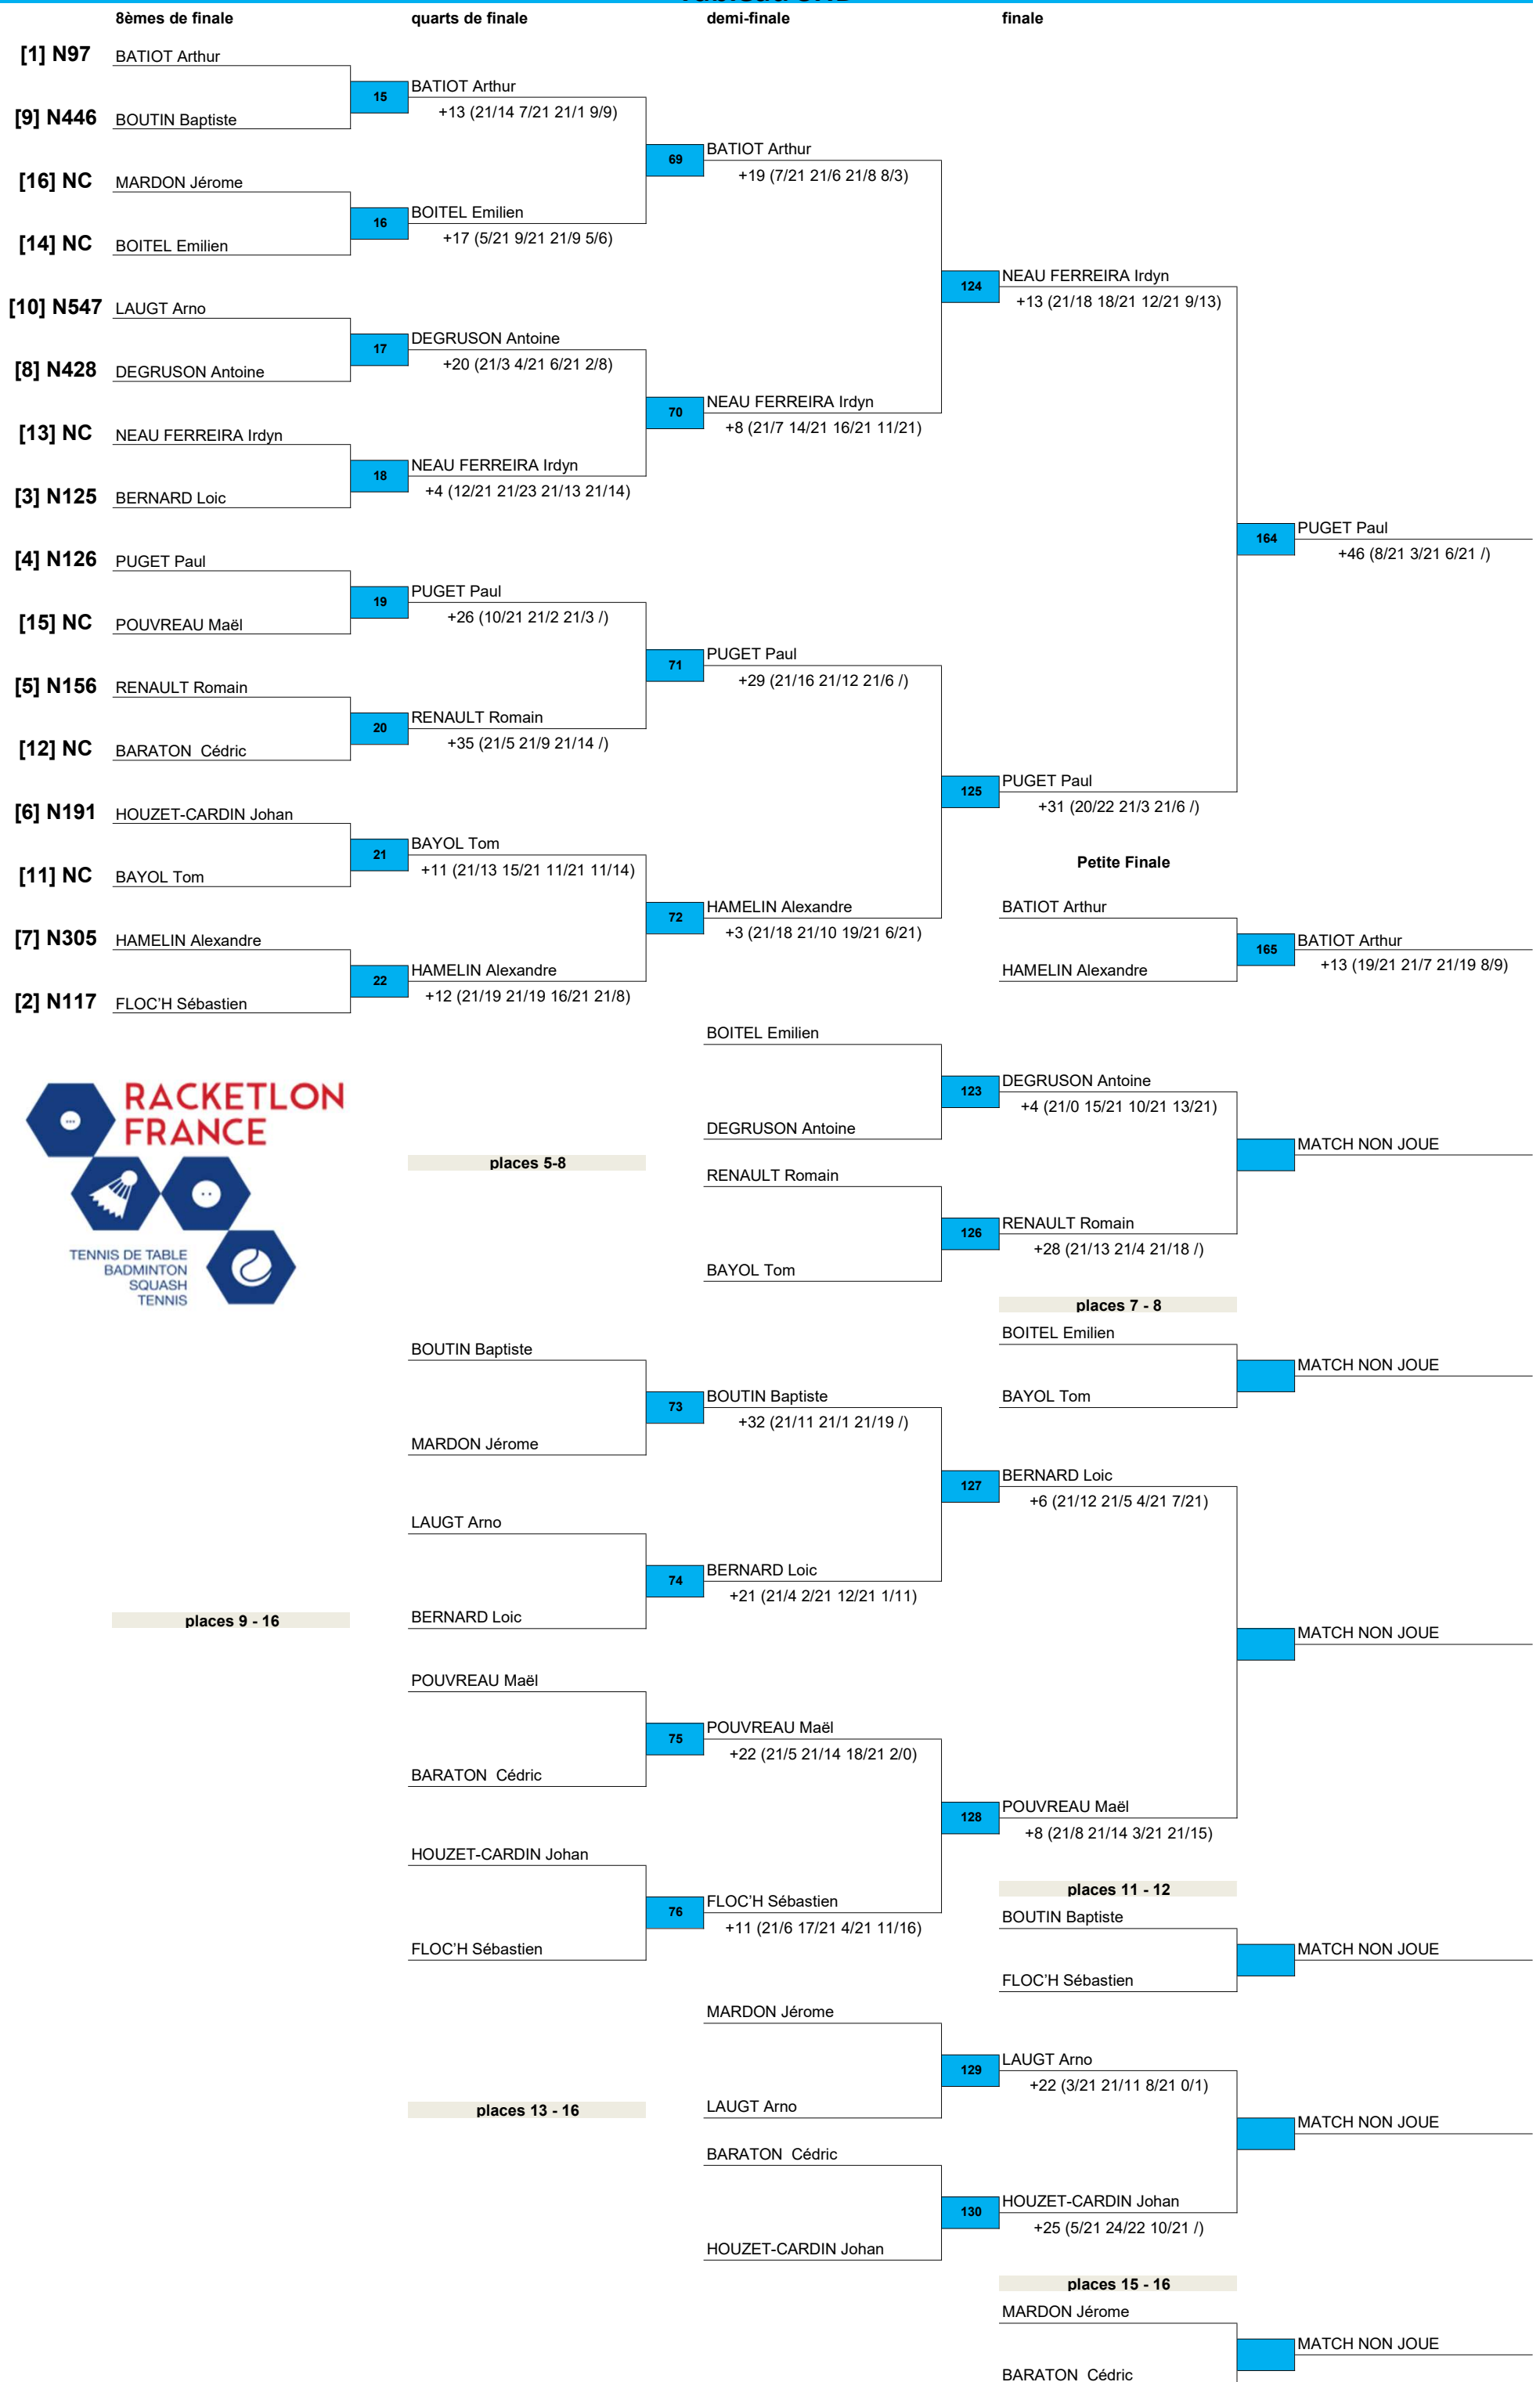 8èmes de finale quarts de finale demi-finale finale
[1] N97 BATIOT Arthur
15 BATIOT Arthur
+13 (21/14 7/21 21/1 9/9)
[9] N446 BOUTIN Baptiste
69 BATIOT Arthur
+19 (7/21 21/6 21/8 8/3)
[16] NC MARDON Jérome
16 BOITEL Emilien
+17 (5/21 9/21 21/9 5/6)
[14] NC BOITEL Emilien
124 NEAU FERREIRA Irdyn
+13 (21/18 18/21 12/21 9/13)
[10] N547 LAUGT Arno
17 DEGRUSON Antoine
+20 (21/3 4/21 6/21 2/8)
[8] N428 DEGRUSON Antoine
70 NEAU FERREIRA Irdyn
+8 (21/7 14/21 16/21 11/21)
[13] NC NEAU FERREIRA Irdyn
18 NEAU FERREIRA Irdyn
+4 (12/21 21/23 21/13 21/14)
[3] N125 BERNARD Loic
164 PUGET Paul
+46 (8/21 3/21 6/21 /)
[4] N126 PUGET Paul
19 PUGET Paul
+26 (10/21 21/2 21/3 /)
[15] NC POUVREAU Maël
71 PUGET Paul
+29 (21/16 21/12 21/6 /)
[5] N156 RENAULT Romain
20 RENAULT Romain
+35 (21/5 21/9 21/14 /)
[12] NC BARATON Cédric
125 PUGET Paul
+31 (20/22 21/3 21/6 /)
[6] N191 HOUZET-CARDIN Johan
21 BAYOL Tom
+11 (21/13 15/21 11/21 11/14)
Petite Finale
[11] NC BAYOL Tom
72 HAMELIN Alexandre
+3 (21/18 21/10 19/21 6/21)
BATIOT Arthur
[7] N305 HAMELIN Alexandre
165 BATIOT Arthur
+13 (19/21 21/7 21/19 8/9)
22 HAMELIN Alexandre
+12 (21/19 21/19 16/21 21/8)
HAMELIN Alexandre
[2] N117 FLOC'H Sébastien
BOITEL Emilien
RACKETLON
FRANCE
TENNIS DE TABLE
BADMINTON
SQUASH
TENNIS
123 DEGRUSON Antoine
+4 (21/0 15/21 10/21 13/21)
DEGRUSON Antoine
MATCH NON JOUE
places 5-8
RENAULT Romain
126 RENAULT Romain
+28 (21/13 21/4 21/18 /)
BAYOL Tom
places 7 - 8
BOITEL Emilien
BOUTIN Baptiste
MATCH NON JOUE
73 BOUTIN Baptiste
+32 (21/11 21/1 21/19 /)
BAYOL Tom
MARDON Jérome
127 BERNARD Loic
+6 (21/12 21/5 4/21 7/21)
LAUGT Arno
74 BERNARD Loic
+21 (21/4 2/21 12/21 1/11)
places 9 - 16
BERNARD Loic
MATCH NON JOUE
POUVREAU Maël
75 POUVREAU Maël
+22 (21/5 21/14 18/21 2/0)
BARATON Cédric
128 POUVREAU Maël
+8 (21/8 21/14 3/21 21/15)
HOUZET-CARDIN Johan
places 11 - 12
76 FLOC'H Sébastien
+11 (21/6 17/21 4/21 11/16)
BOUTIN Baptiste
FLOC'H Sébastien
MATCH NON JOUE
FLOC'H Sébastien
MARDON Jérome
129 LAUGT Arno
+22 (3/21 21/11 8/21 0/1)
places 13 - 16
LAUGT Arno
MATCH NON JOUE
BARATON Cédric
130 HOUZET-CARDIN Johan
+25 (5/21 24/22 10/21 /)
HOUZET-CARDIN Johan
places 15 - 16
MARDON Jérome
MATCH NON JOUE
BARATON Cédric